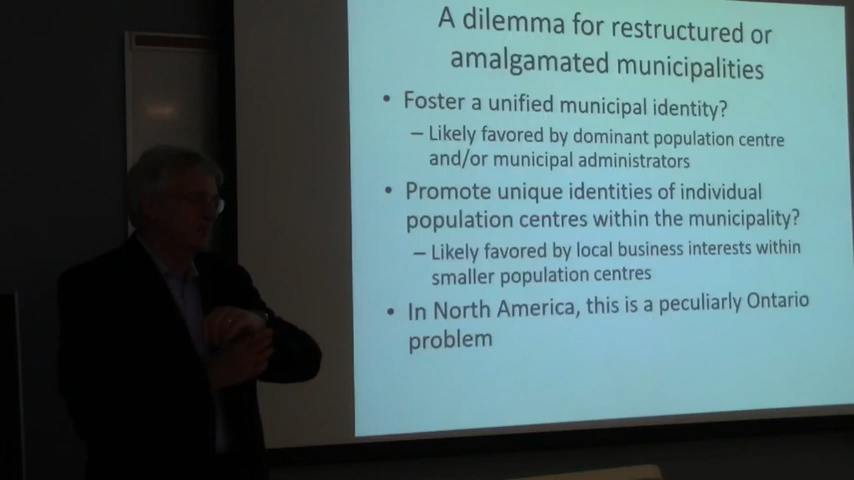 A dilemma for restructured or
amalgamated municipalities
• Foster a unified municipal identity?
– Likely favored by dominant population centre
and/or municipal administrators
• Promote unique identities of individual
population centres within the municipality?
– Likely favored by local business interests within
smaller population centres
• In North America, this is a peculiarly Ontario
problem